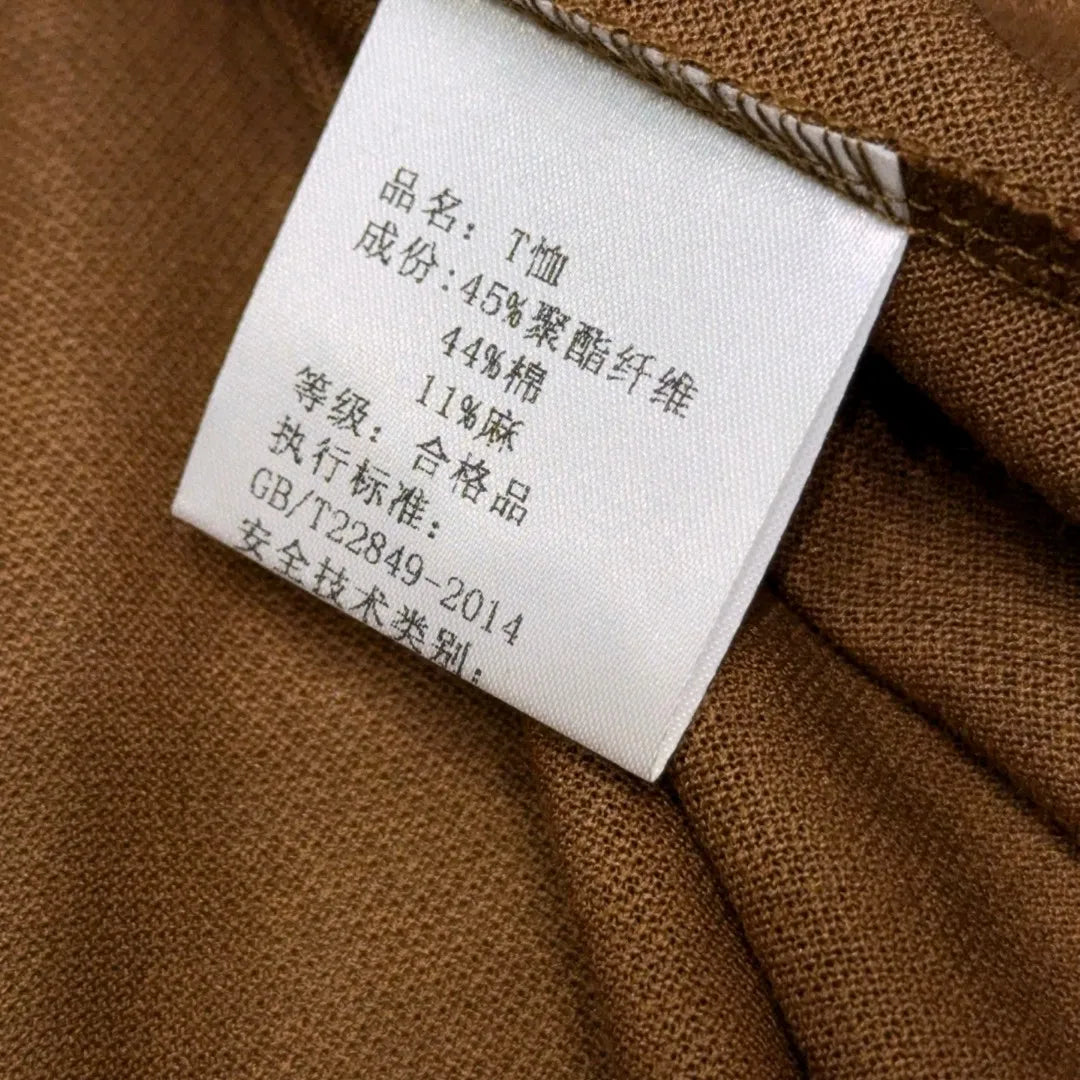 品名: T恤
成份:45%聚酯纤维
44%棉
11%麻
等级: 合格品
执行标准:
GB/T22849-2014
安全技术类别: